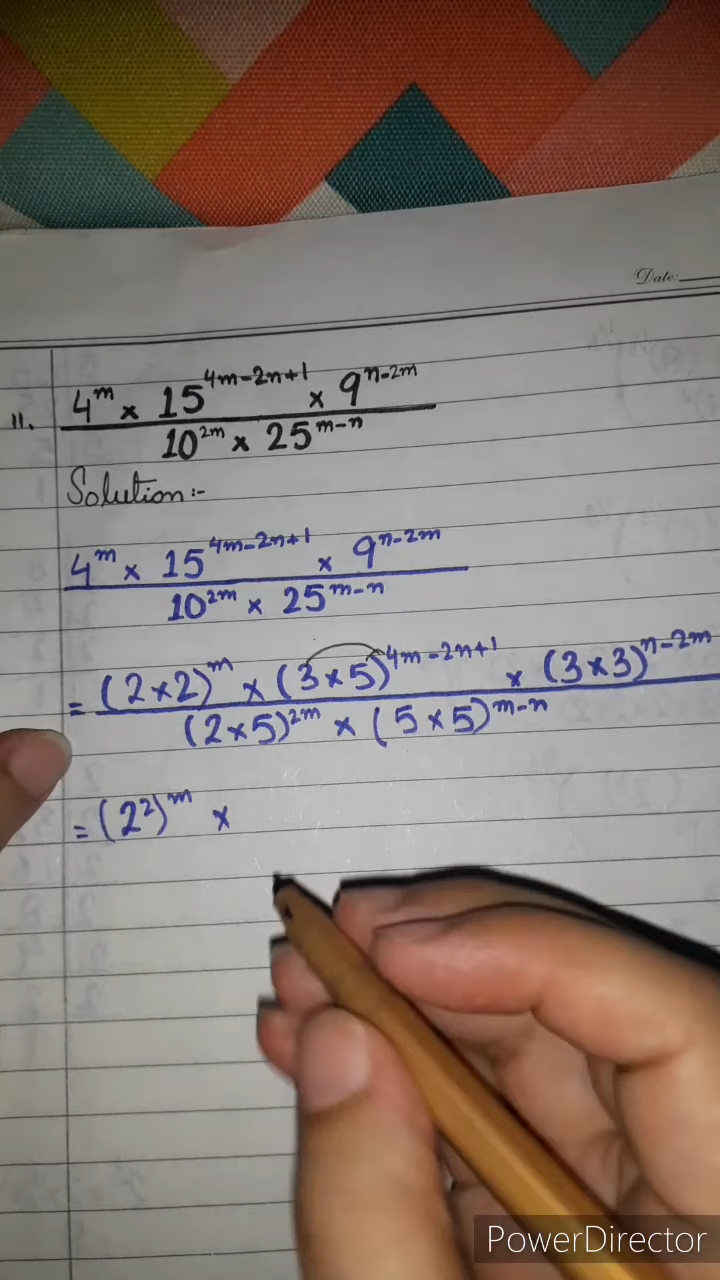 Date:
11. 4^m × 15^(4m-2n+1) × 9^(n-2m)
10^(2m) × 25^(m-n)
Solution:-
4^m × 15^(4m-2n+1) × 9^(n-2m)
10^(2m) × 25^(m-n)
= (2×2)^m × (3×5)^(4m-2n+1) × (3×3)^(n-2m)
(2×5)^(2m) × (5×5)^(m-n)
= (2²)^m ×
PowerDirector